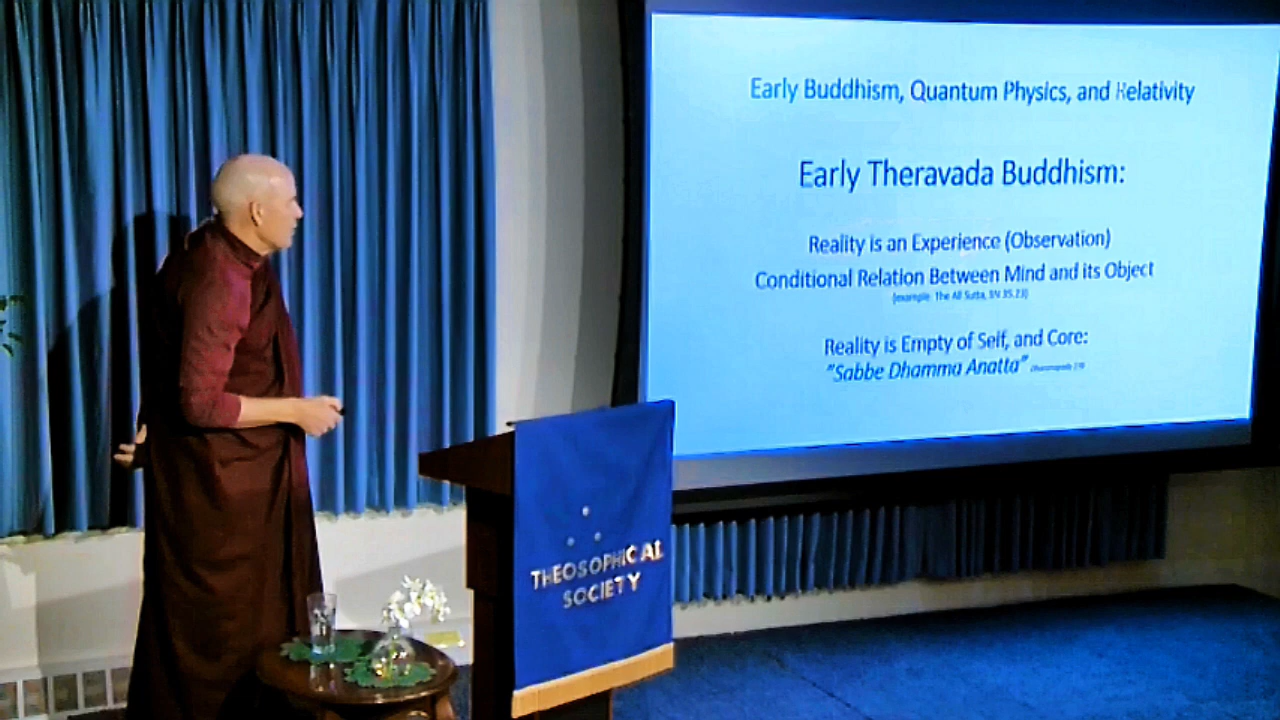 Early Buddhism, Quantum Physics, and Relativity
Early Theravada Buddhism:
Reality is an Experience (Observation)
Conditional Relation Between Mind and its Object
(example: The All Sutta, SN 35.23)
Reality is Empty of Self, and Core:
"Sabbe Dhamma Anatta"
THEOSOPHICAL
SOCIETY